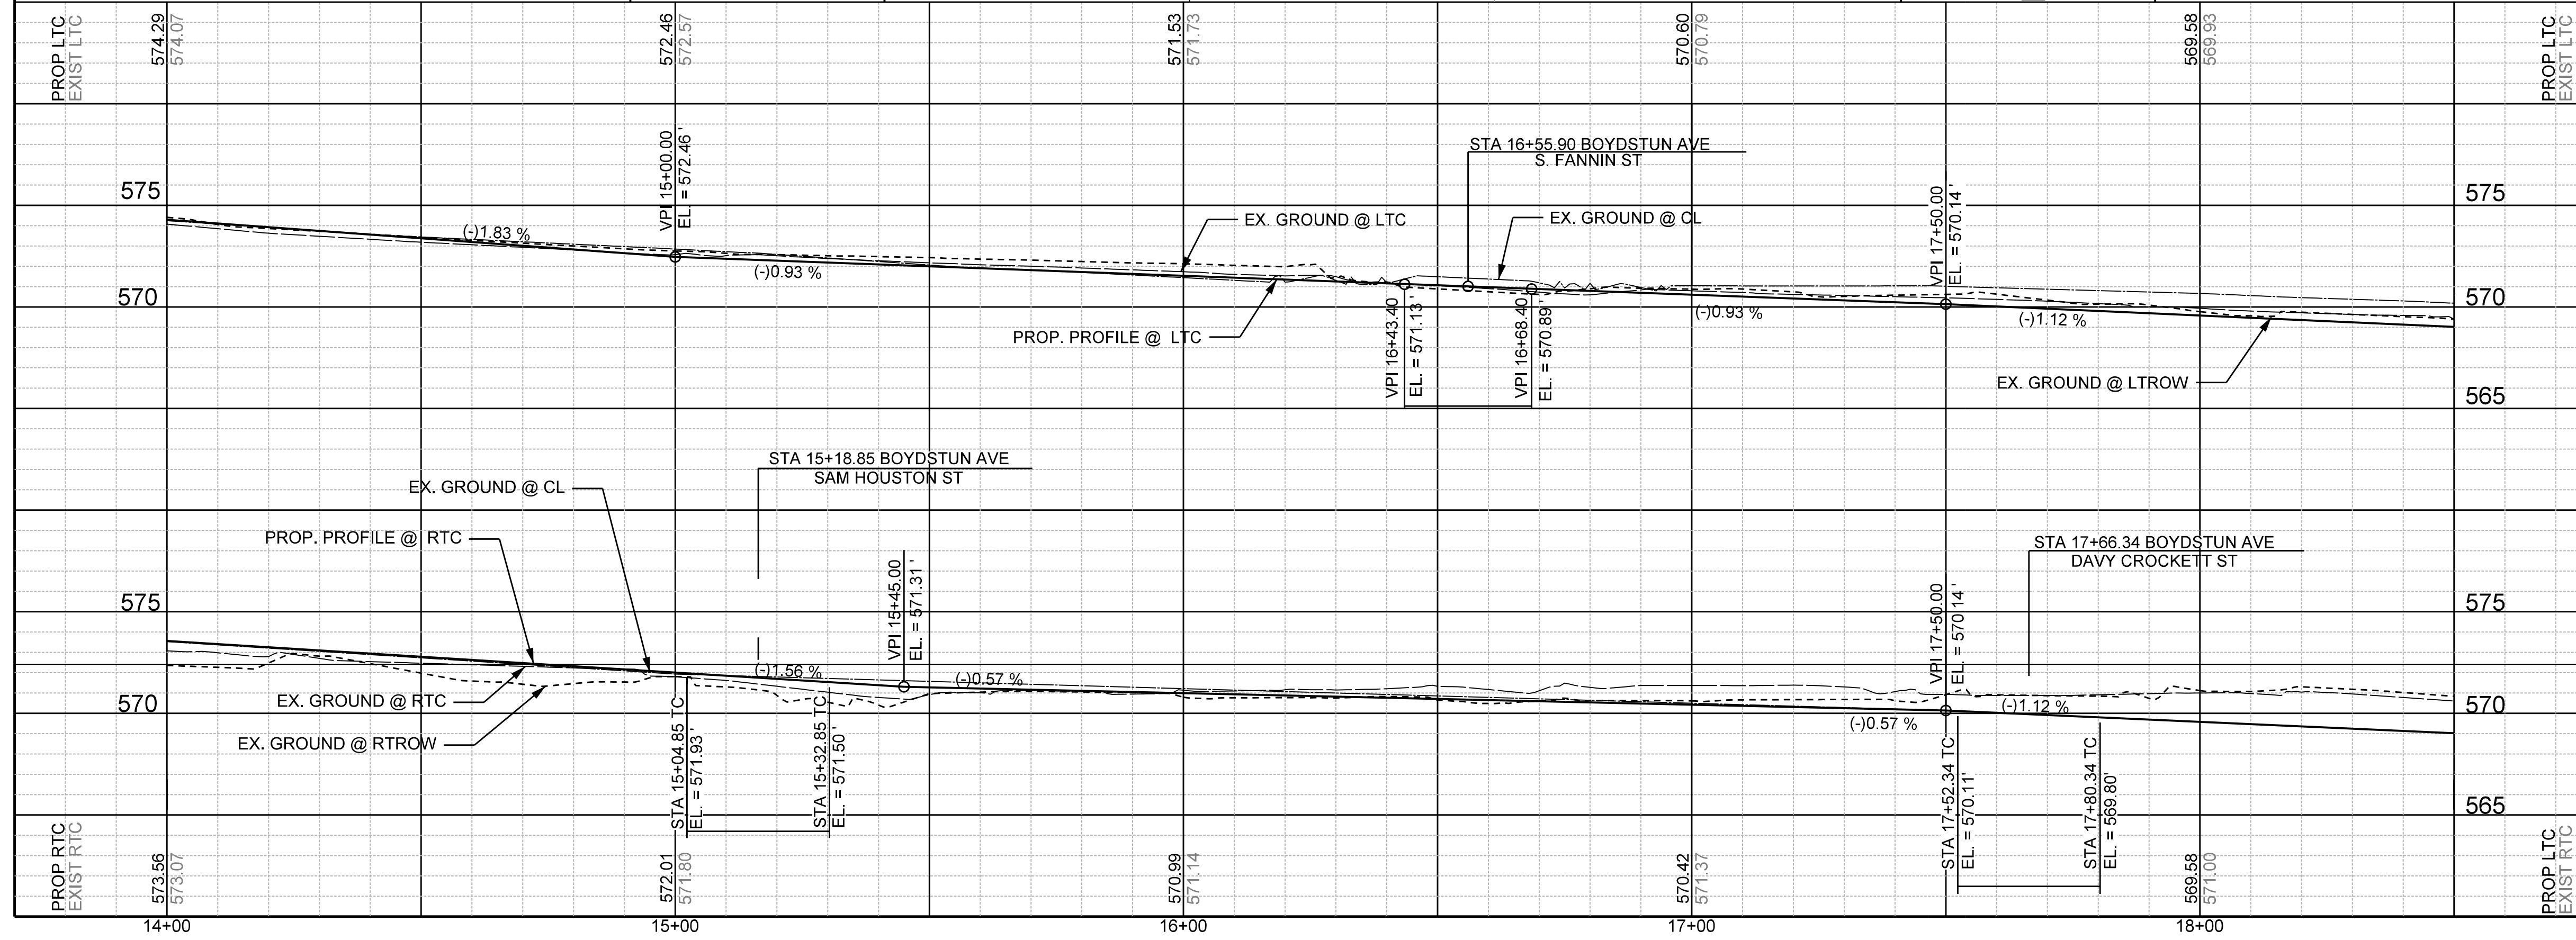 PROP LTC
EXIST LTC
574.29
574.07
572.46
572.57
571.53
571.73
570.60
570.79
569.58
569.93
PROP LTC
EXIST LTC
VPI 15+00.00
EL. = 572.46 '
STA 16+55.90 BOYDSTUN AVE
S. FANNIN ST
VPI 17+50.00
EL. = 570.14 '
575
575
(-)1.83 %
EX. GROUND @ LTC
EX. GROUND @ CL
(-)0.93 %
570
570
PROP. PROFILE @ LTC
VPI 16+43.40
EL. = 571.13 '
VPI 16+68.40
EL. = 570.89 '
(-)0.93 %
(-)1.12 %
EX. GROUND @ LTROW
565
STA 15+18.85 BOYDSTUN AVE
SAM HOUSTON ST
EX. GROUND @ CL
PROP. PROFILE @ RTC
VPI 15+45.00
EL. = 571.31 '
STA 17+66.34 BOYDSTUN AVE
DAVY CROCKETT ST
VPI 17+50.00
EL. = 570.14 '
575
575
(-)1.56 %
(-)0.57 %
EX. GROUND @ RTC
570
570
(-)0.57 %
(-)1.12 %
EX. GROUND @ RTROW
STA 15+04.85 TC
EL. = 571.93 '
STA 15+32.85 TC
EL. = 571.50 '
STA 17+52.34 TC
EL. = 570.11'
STA 17+80.34 TC
EL. = 569.80'
565
PROP RTC
EXIST RTC
573.56
573.07
572.01
571.80
570.99
571.14
570.42
571.37
569.58
571.00
PROP LTC
EXIST RTC
14+00
15+00
16+00
17+00
18+00